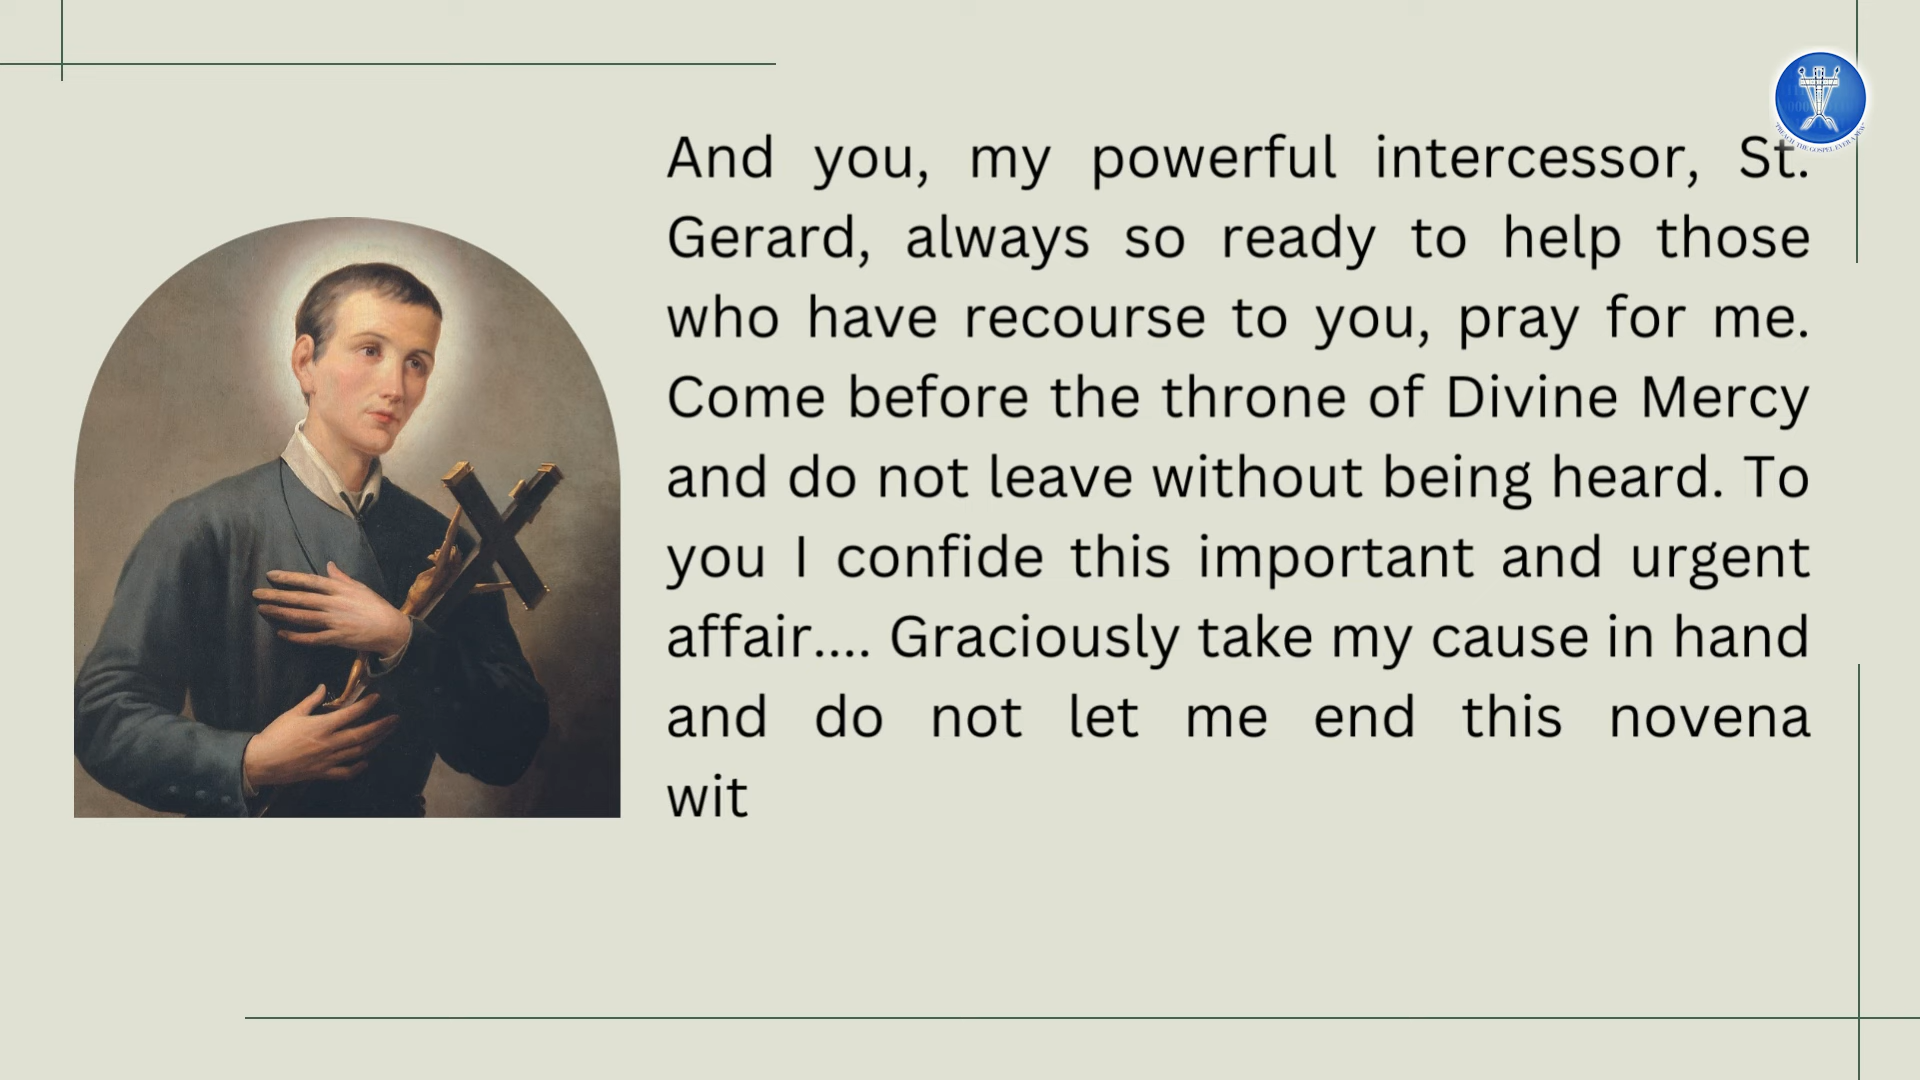 And you, my powerful intercessor, St.
Gerard, always so ready to help those
who have recourse to you, pray for me.
Come before the throne of Divine Mercy
and do not leave without being heard. To
you I confide this important and urgent
affair.... Graciously take my cause in hand
and do not let me end this novena
wit